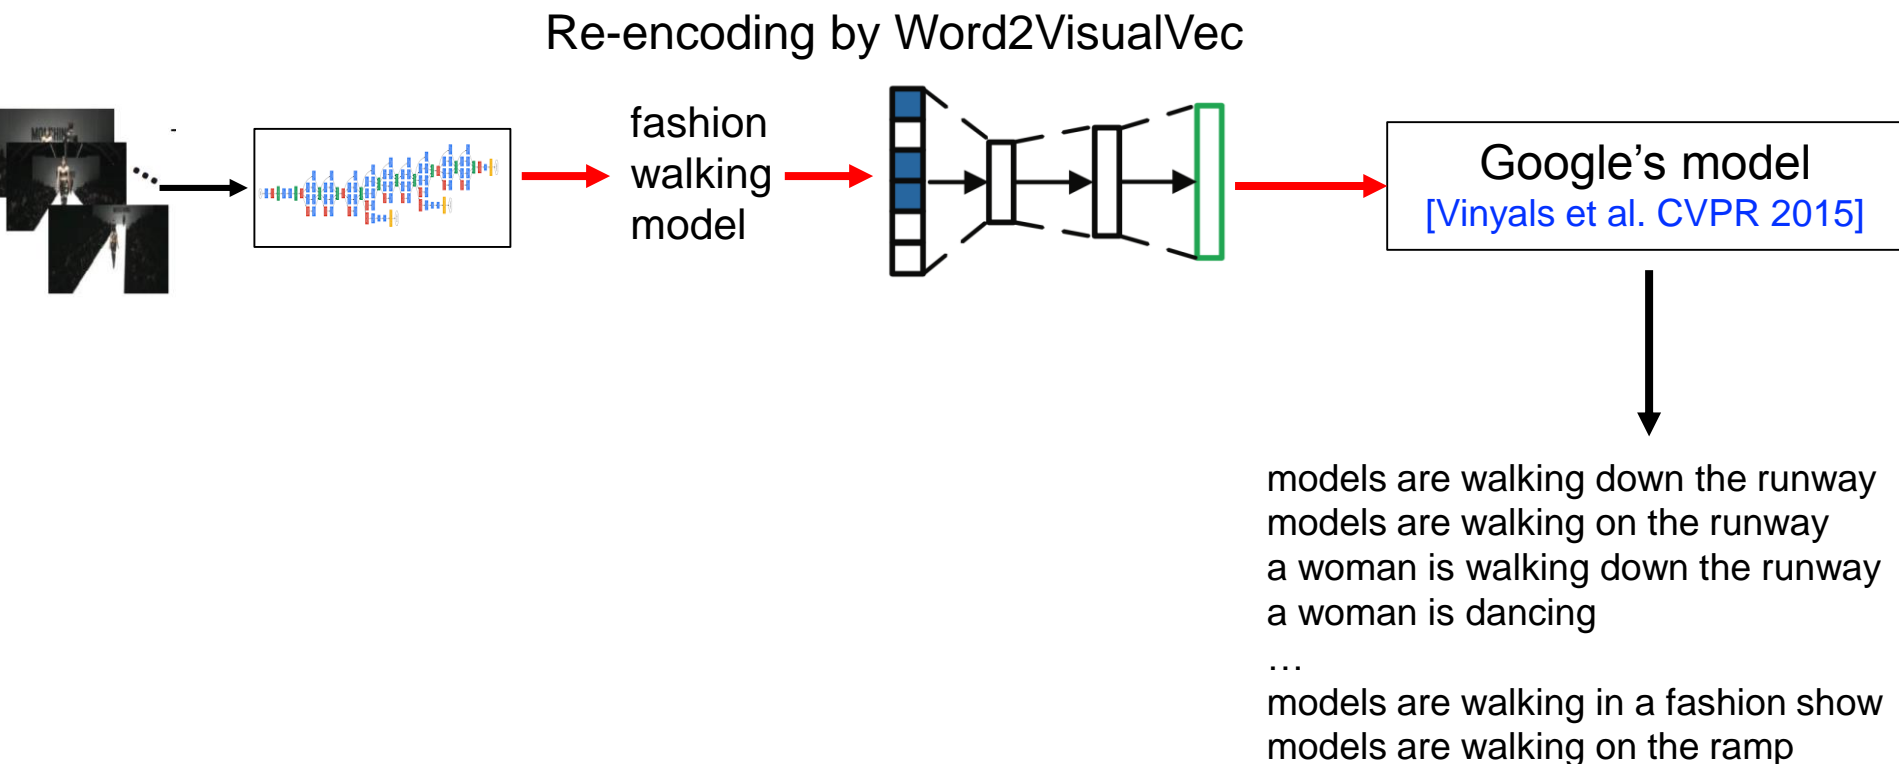 Re-encoding by Word2VisualVec
fashion
walking
model
Google's model
[Vinyals et al. CVPR 2015]
models are walking down the runway
models are walking on the runway
a woman is walking down the runway
a woman is dancing
…
models are walking in a fashion show
models are walking on the ramp